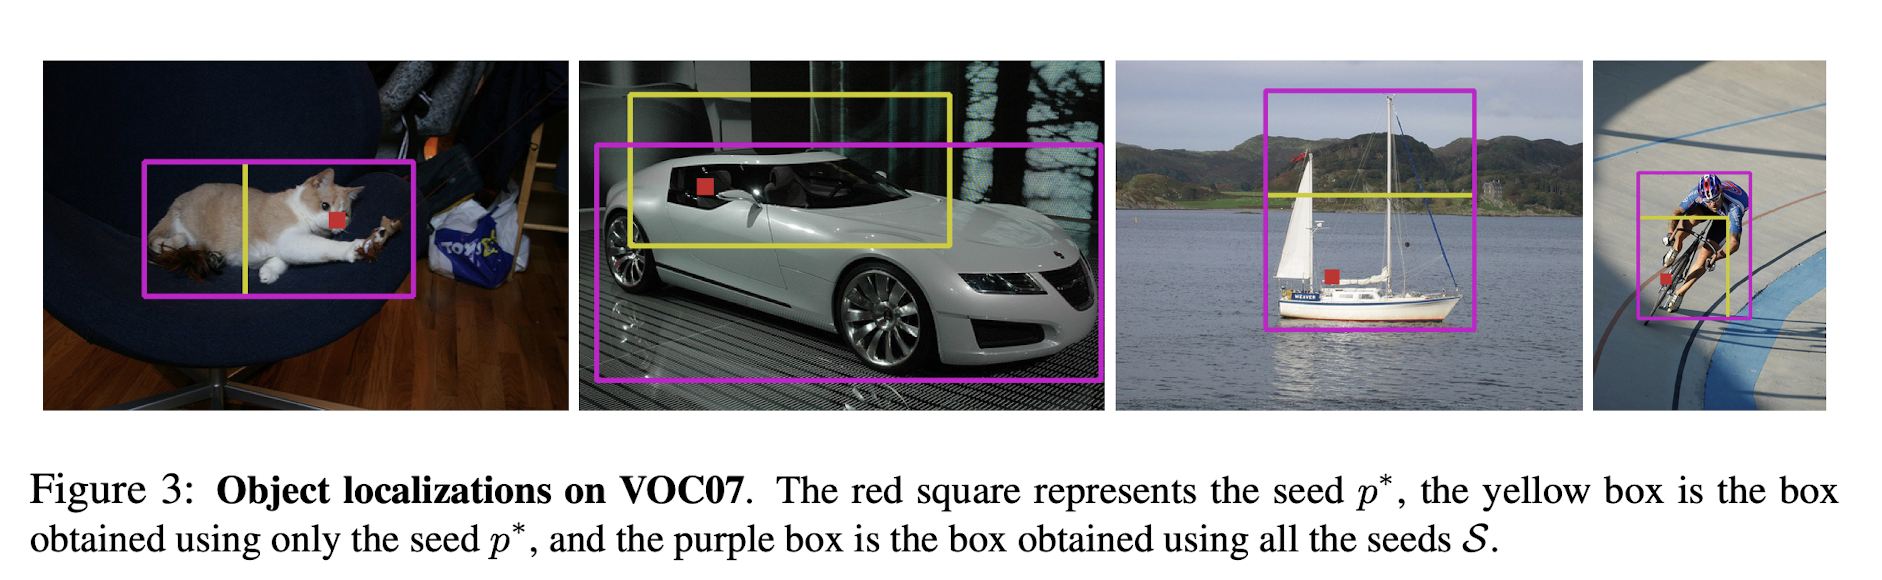 WEAVER
Figure 3: Object localizations on VOC07. The red square represents the seed p*, the yellow box is the box
obtained using only the seed p*, and the purple box is the box obtained using all the seeds S.